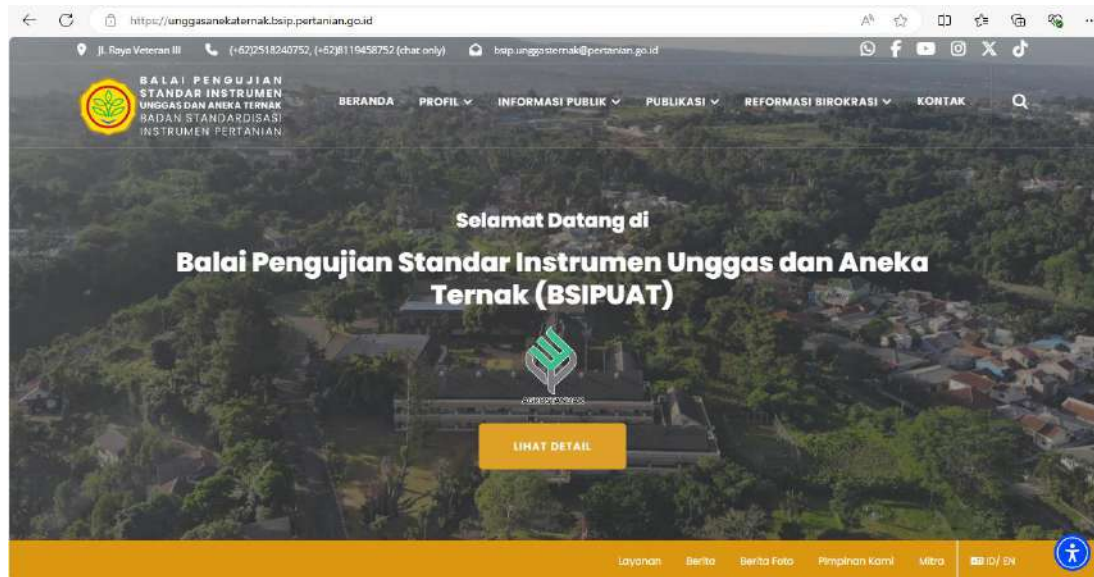 https://unggasanekaternak.bsip.pertanian.go.id
Jl. Raya Veteran III (+62)2518240752, (+62)8119458752 (chat only) bsip.unggasternak@pertanian.go.id
BALAI PENGUJIAN
STANDAR INSTRUMEN
UNGGAS DAN ANEKA TERNAK
BADAN STANDARDISASI
INSTRUMEN PERTANIAN
BERANDA PROFIL INFORMASI PUBLIK PUBLIKASI REFORMASI BIROKRASI KONTAK
Selamat Datang di
Balai Pengujian Standar Instrumen Unggas dan Aneka
Ternak (BSIPUAT)
AGROSTANDAR
LIHAT DETAIL
Layanan Berita Berita Foto Pimpinan Kami Mitra ID/ EN